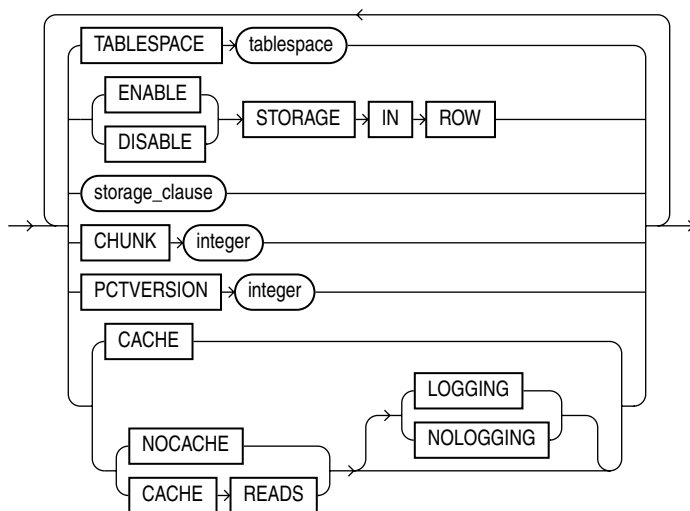 TABLESPACE tablespace
ENABLE
DISABLE
STORAGE IN ROW
storage_clause
CHUNK integer
PCTVERSION integer
CACHE
LOGGING
NOLOGGING
NOCACHE
CACHE READS